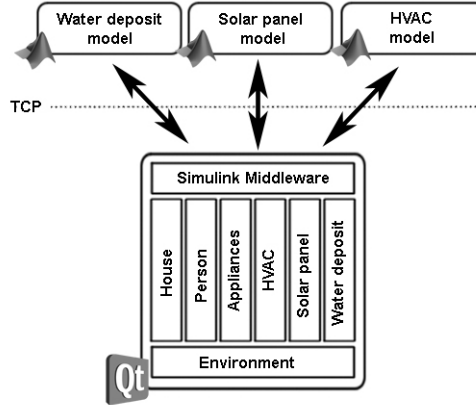 Water deposit
model
Solar panel
model
HVAC
model
TCP
Simulink Middleware
House
Person
Appliances
HVAC
Solar panel
Water deposit
Environment
Qt